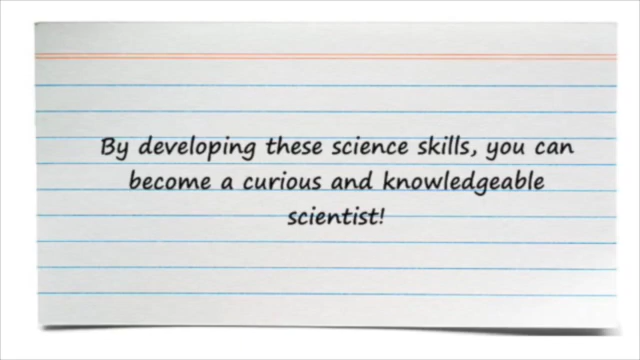 By developing these science skills, you can
become a curious and knowledgeable
scientist!